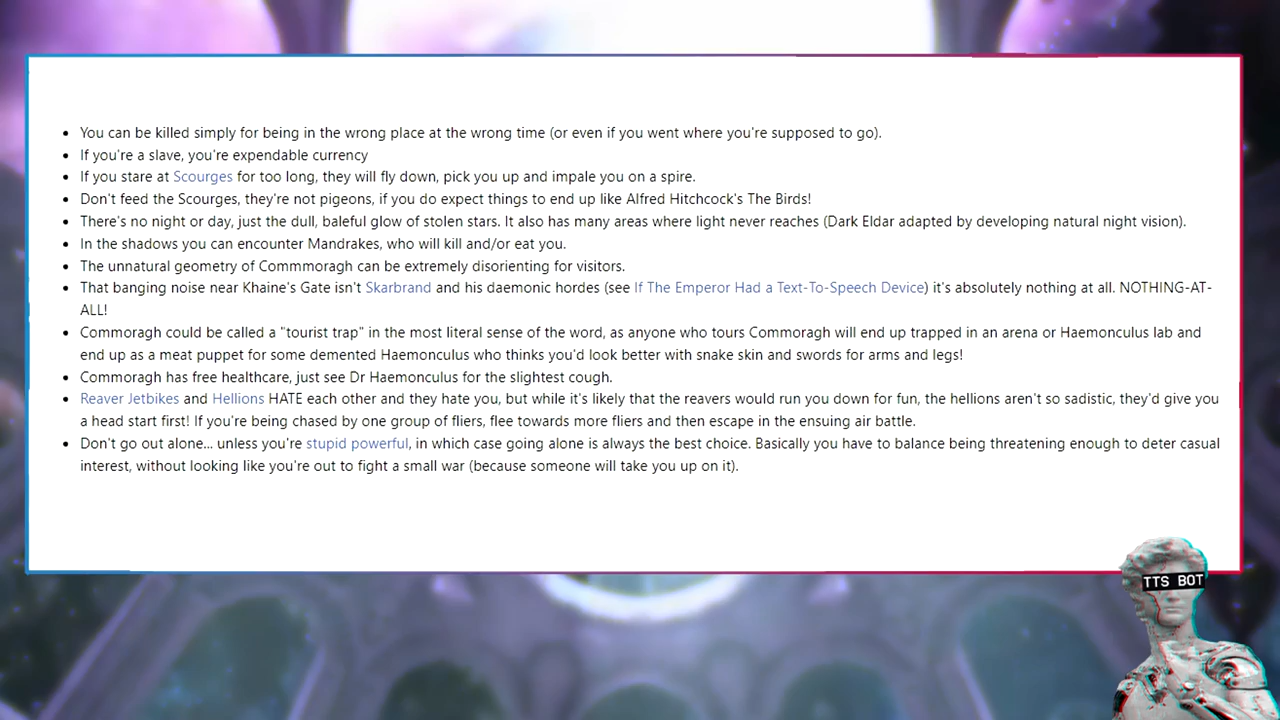 You can be killed simply for being in the wrong place at the wrong time (or even if you went where you're supposed to go).
If you're a slave, you're expendable currency
If you stare at Scourges for too long, they will fly down, pick you up and impale you on a spire.
Don't feed the Scourges, they're not pigeons, if you do expect things to end up like Alfred Hitchcock's The Birds!
There's no night or day, just the dull, baleful glow of stolen stars. It also has many areas where light never reaches (Dark Eldar adapted by developing natural night vision).
In the shadows you can encounter Mandrakes, who will kill and/or eat you.
The unnatural geometry of Commmoragh can be extremely disorienting for visitors.
That banging noise near Khaine's Gate isn't Skarbrand and his daemonic hordes (see If The Emperor Had a Text-To-Speech Device) it's absolutely nothing at all. NOTHING-AT-
ALL!
Commoragh could be called a "tourist trap" in the most literal sense of the word, as anyone who tours Commoragh will end up trapped in an arena or Haemonculus lab and
end up as a meat puppet for some demented Haemonculus who thinks you'd look better with snake skin and swords for arms and legs!
Commoragh has free healthcare, just see Dr Haemonculus for the slightest cough.
Reaver Jetbikes and Hellions HATE each other and they hate you, but while it's likely that the reavers would run you down for fun, the hellions aren't so sadistic, they'd give you
a head start first! If you're being chased by one group of fliers, flee towards more fliers and then escape in the ensuing air battle.
Don't go out alone... unless you're stupid powerful, in which case going alone is always the best choice. Basically you have to balance being threatening enough to deter casual
interest, without looking like you're out to fight a small war (because someone will take you up on it).
TTS BOT